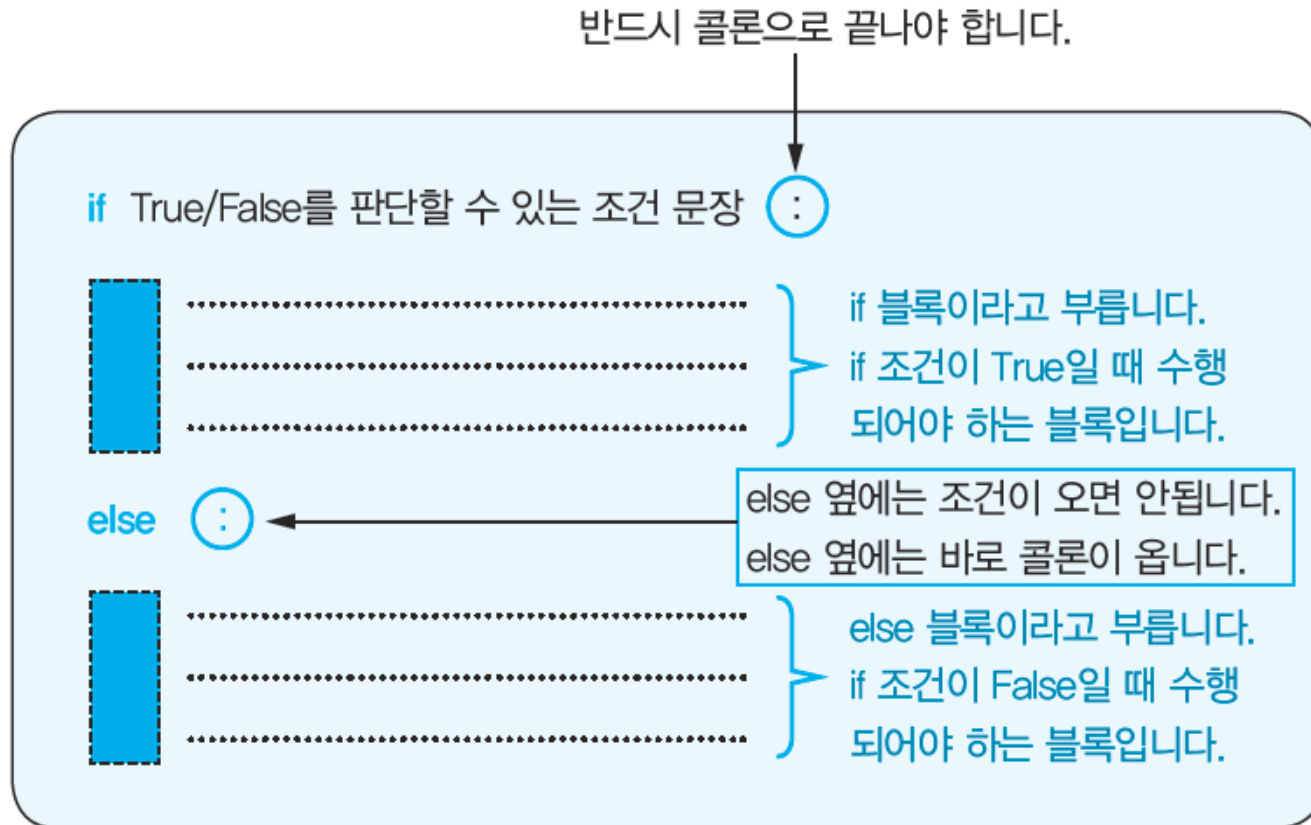 반드시 콜론으로 끝나야 합니다.
if True/False를 판단할 수 있는 조건 문장 :
if 블록이라고 부릅니다.
if 조건이 True일 때 수행
되어야 하는 블록입니다.
else :
else 옆에는 조건이 오면 안됩니다.
else 옆에는 바로 콜론이 옵니다.
else 블록이라고 부릅니다.
if 조건이 False일 때 수행
되어야 하는 블록입니다.